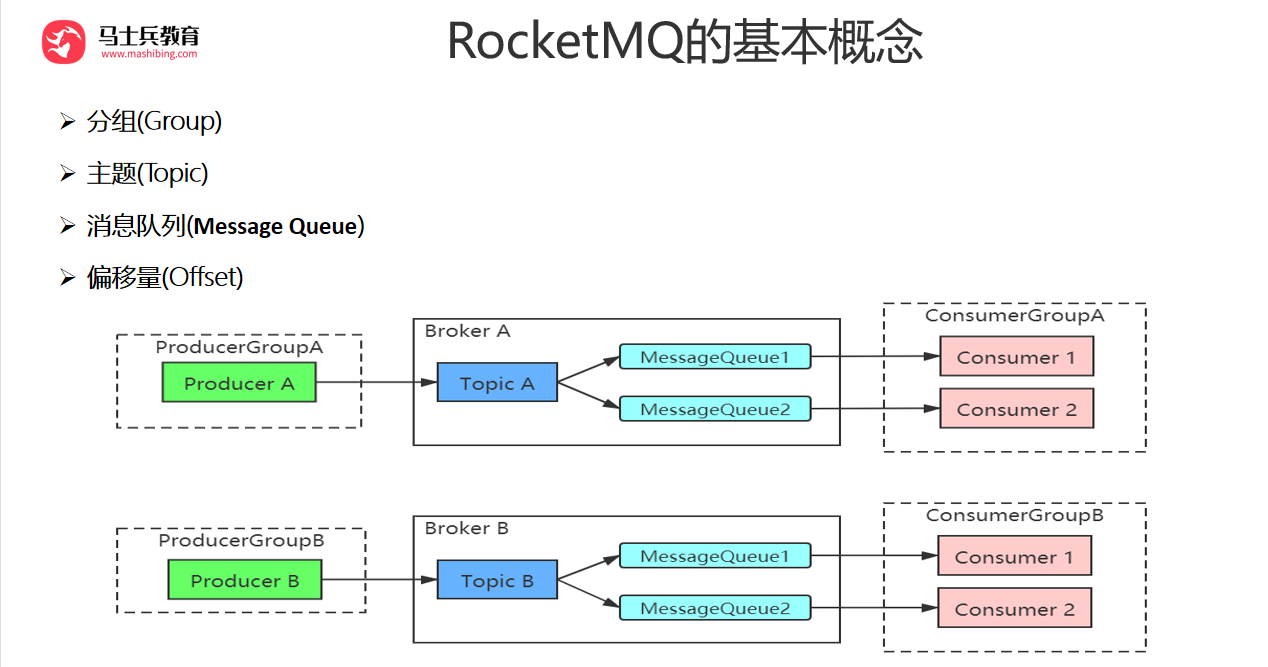 马士兵教育
www.mashibing.com
RocketMQ的基本概念
分组(Group)
主题(Topic)
消息队列(Message Queue)
偏移量(Offset)
ProducerGroupA
Producer A
Broker A
Topic A
MessageQueue1
MessageQueue2
ConsumerGroupA
Consumer 1
Consumer 2
ProducerGroupB
Producer B
Broker B
Topic B
MessageQueue1
MessageQueue2
ConsumerGroupB
Consumer 1
Consumer 2